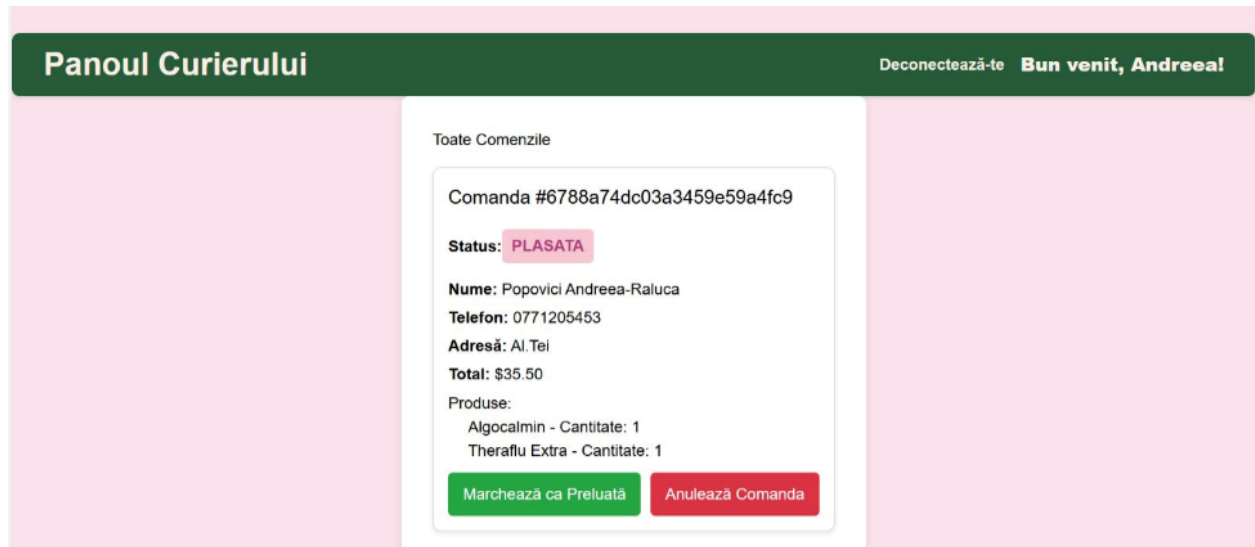 Panoul Curierului
Deconectează-te Bun venit, Andreea!
Toate Comenzile
Comanda #6788a74dc03a3459e59a4fc9
Status: PLASATA
Nume: Popovici Andreea-Raluca
Telefon: 0771205453
Adresă: Al.Tei
Total: $35.50
Produse:
Algocalmin - Cantitate: 1
Theraflu Extra - Cantitate: 1
Marchează ca Preluată Anulează Comanda